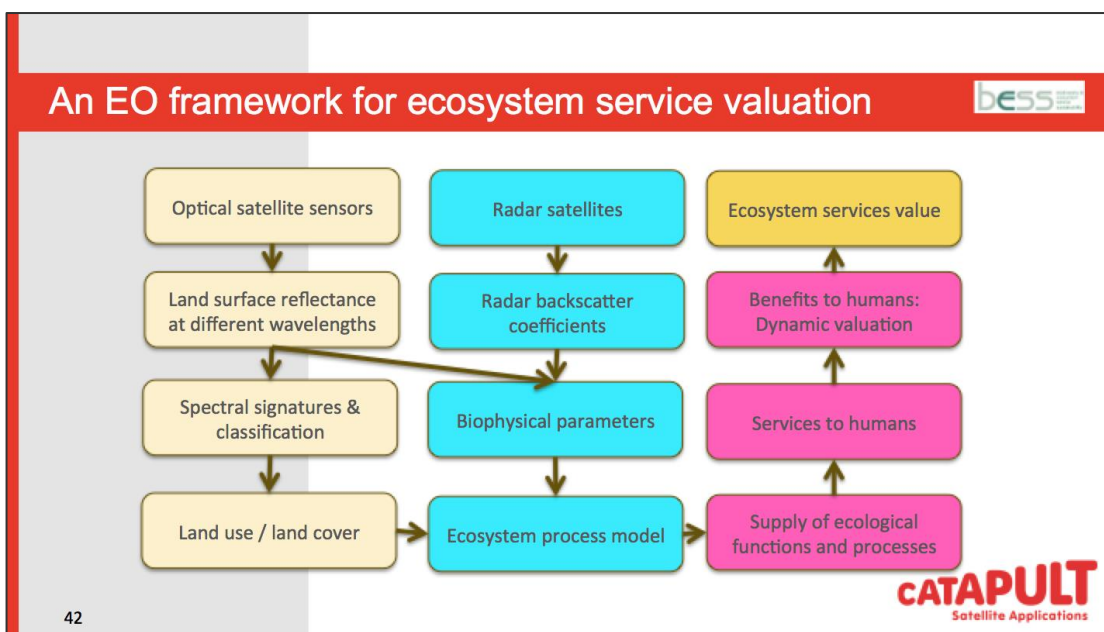 An EO framework for ecosystem service valuation
bess
Optical satellite sensors
Land surface reflectance
at different wavelengths
Spectral signatures &
classification
Land use / land cover
Radar satellites
Radar backscatter
coefficients
Biophysical parameters
Ecosystem process model
Ecosystem services value
Benefits to humans:
Dynamic valuation
Services to humans
Supply of ecological
functions and processes
CATAPULT
Satellite Applications
42